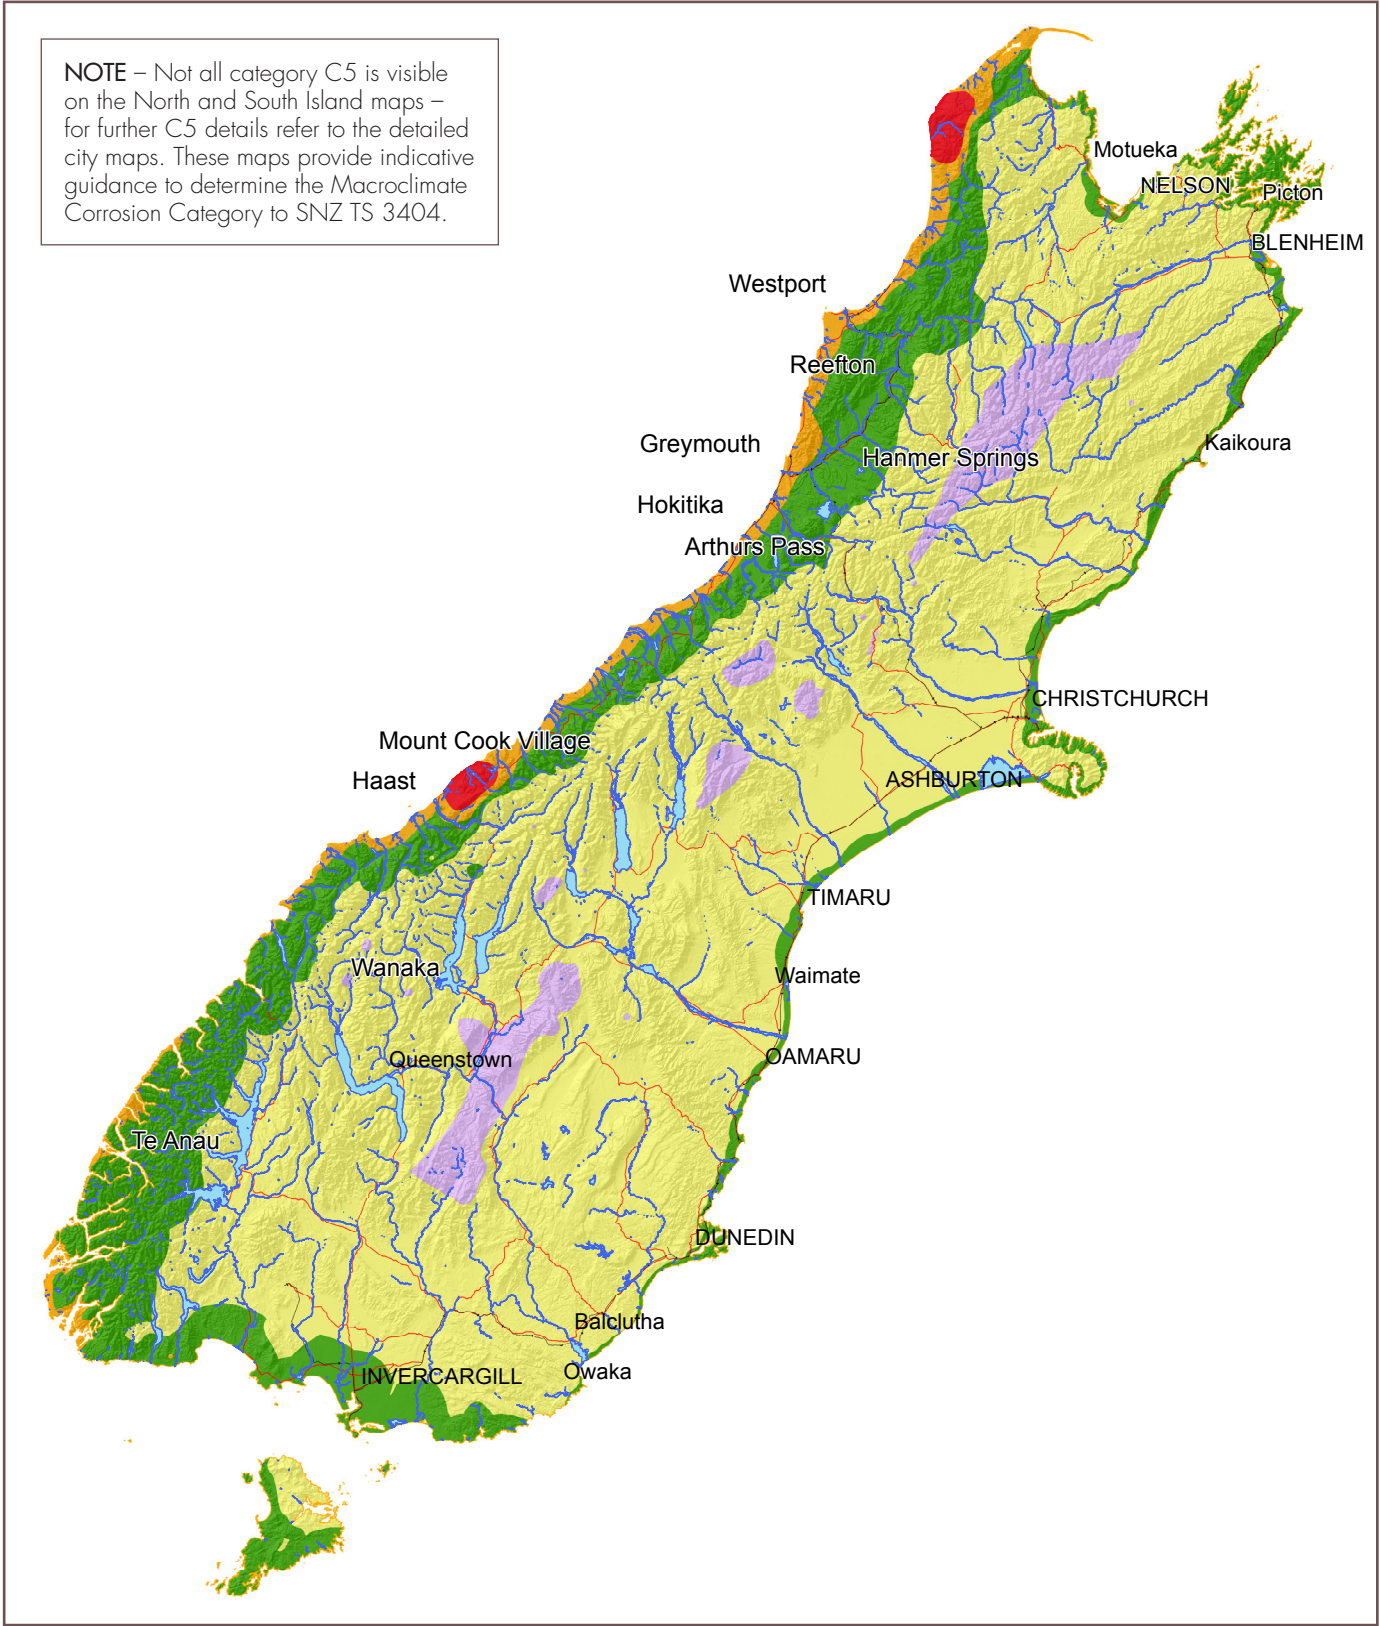 NOTE – Not all category C5 is visible
on the North and South Island maps –
for further C5 details refer to the detailed
city maps. These maps provide indicative
guidance to determine the Macroclimate
Corrosion Category to SNZ TS 3404.
Motueka
NELSON
Picton
BLENHEIM
Westport
Reefton
Greymouth
Kaikoura
Hanmer Springs
Hokitika
Arthurs Pass
CHRISTCHURCH
Mount Cook Village
Haast
ASHBURTON
TIMARU
Wanaka
Waimate
Queenstown
OAMARU
Te Anau
DUNEDIN
Balclutha
Owaka
INVERCARGILL